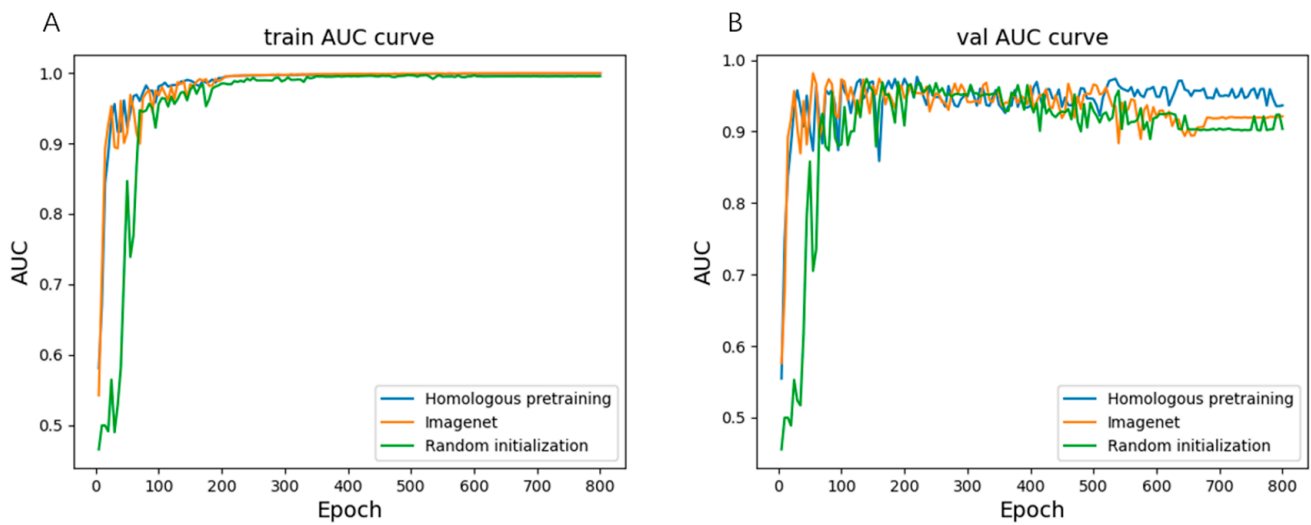 A
train AUC curve
1.0
0.9
0.8
0.7
0.6
0.5
AUC
0 100 200 300 400 500 600 700 800
Epoch
Homologous pretraining
Imagenet
Random initialization
B
val AUC curve
1.0
0.9
0.8
0.7
0.6
0.5
AUC
0 100 200 300 400 500 600 700 800
Epoch
Homologous pretraining
Imagenet
Random initialization